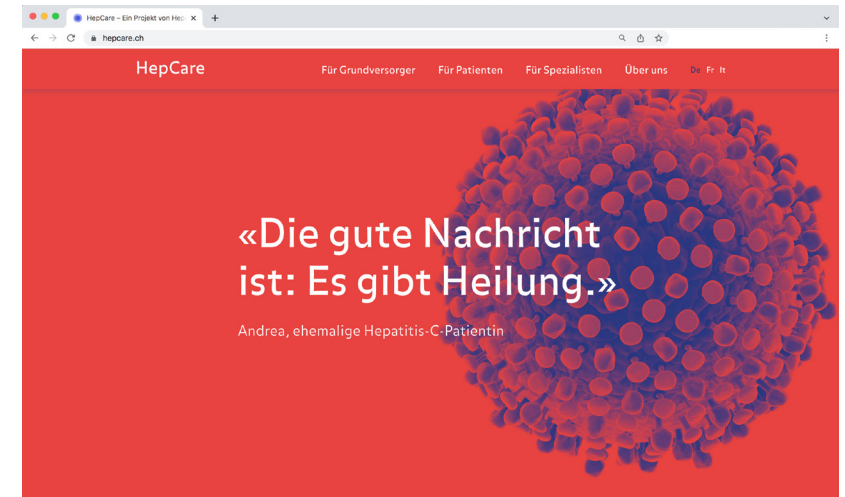 HepCare – Ein Projekt von Hep
hepcare.ch
HepCare
Für Grundversorger
Für Patienten
Für Spezialisten
Über uns
De Fr It
«Die gute Nachricht
ist: Es gibt Heilung.»
Andrea, ehemalige Hepatitis-C-Patientin